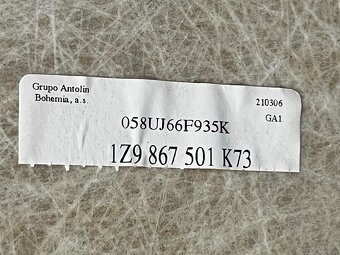 Grupo Antolin
Bohemia, a.s.
210306
GA1
058UJ66F935K
1Z9 867 501 K73